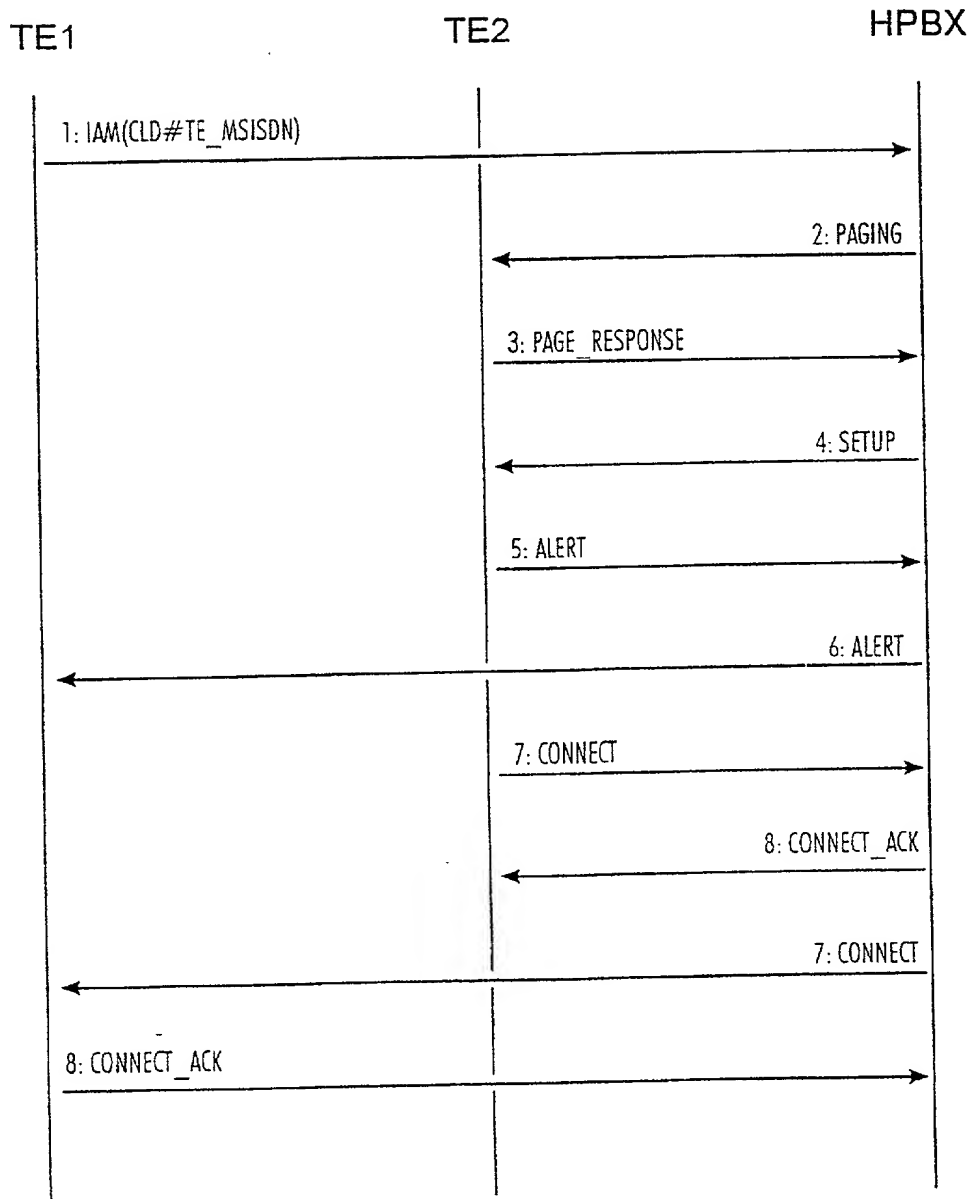 TE1
TE2
HPBX
1: IAM(CLD#TE_MSISDN)
2: PAGING
3: PAGE_RESPONSE
4: SETUP
5: ALERT
6: ALERT
7: CONNECT
8: CONNECT_ACK
7: CONNECT
8: CONNECT_ACK